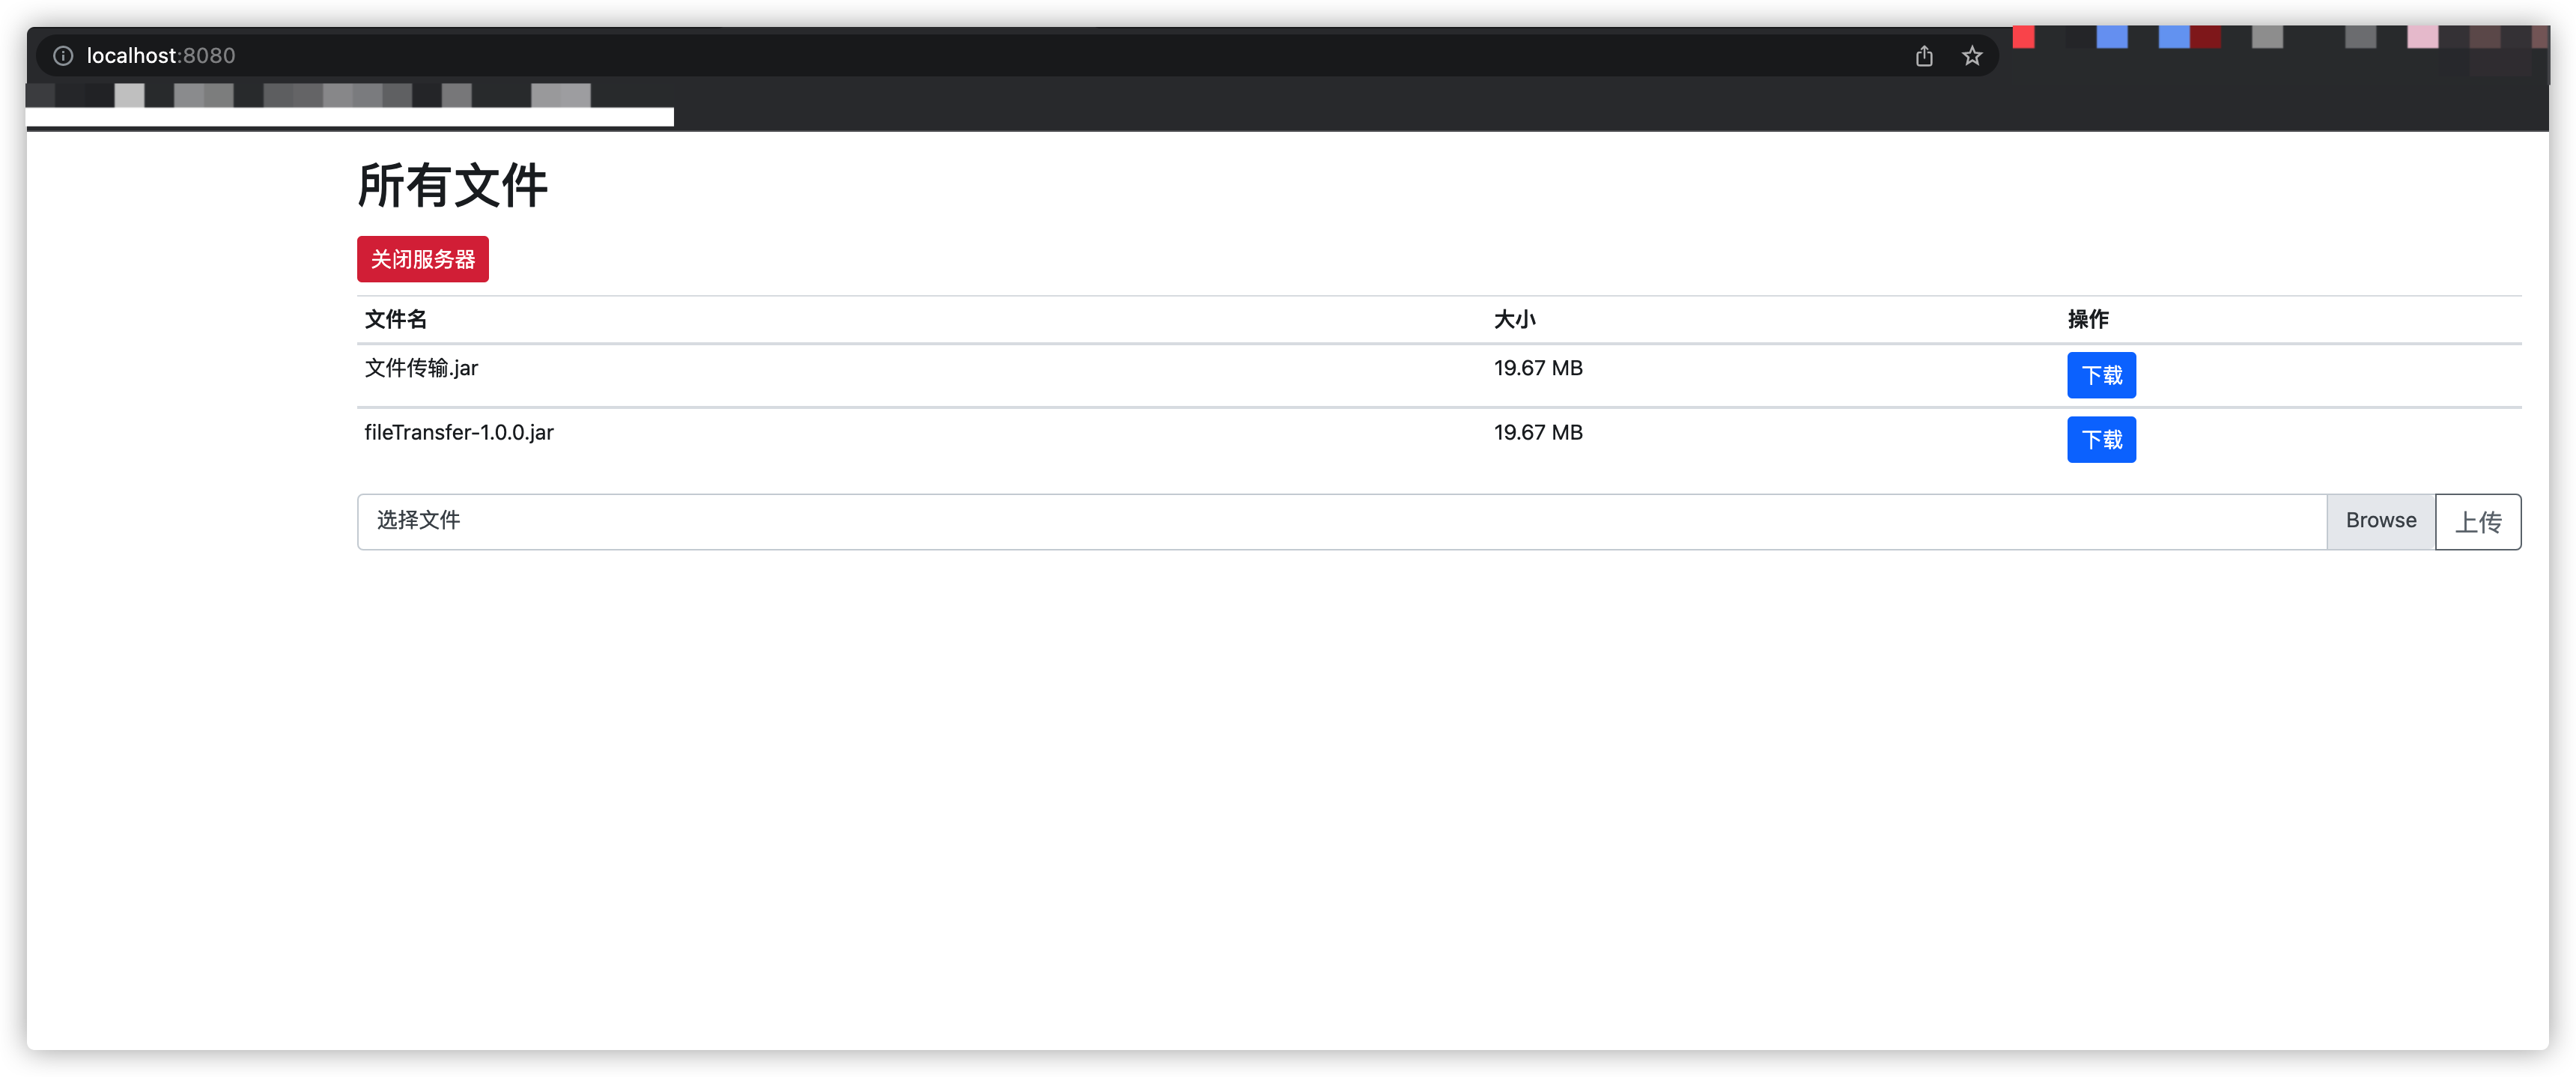 localhost:8080
所有文件
关闭服务器
文件名 大小 操作
文件传输.jar 19.67 MB 下载
fileTransfer-1.0.0.jar 19.67 MB 下载
选择文件 Browse 上传